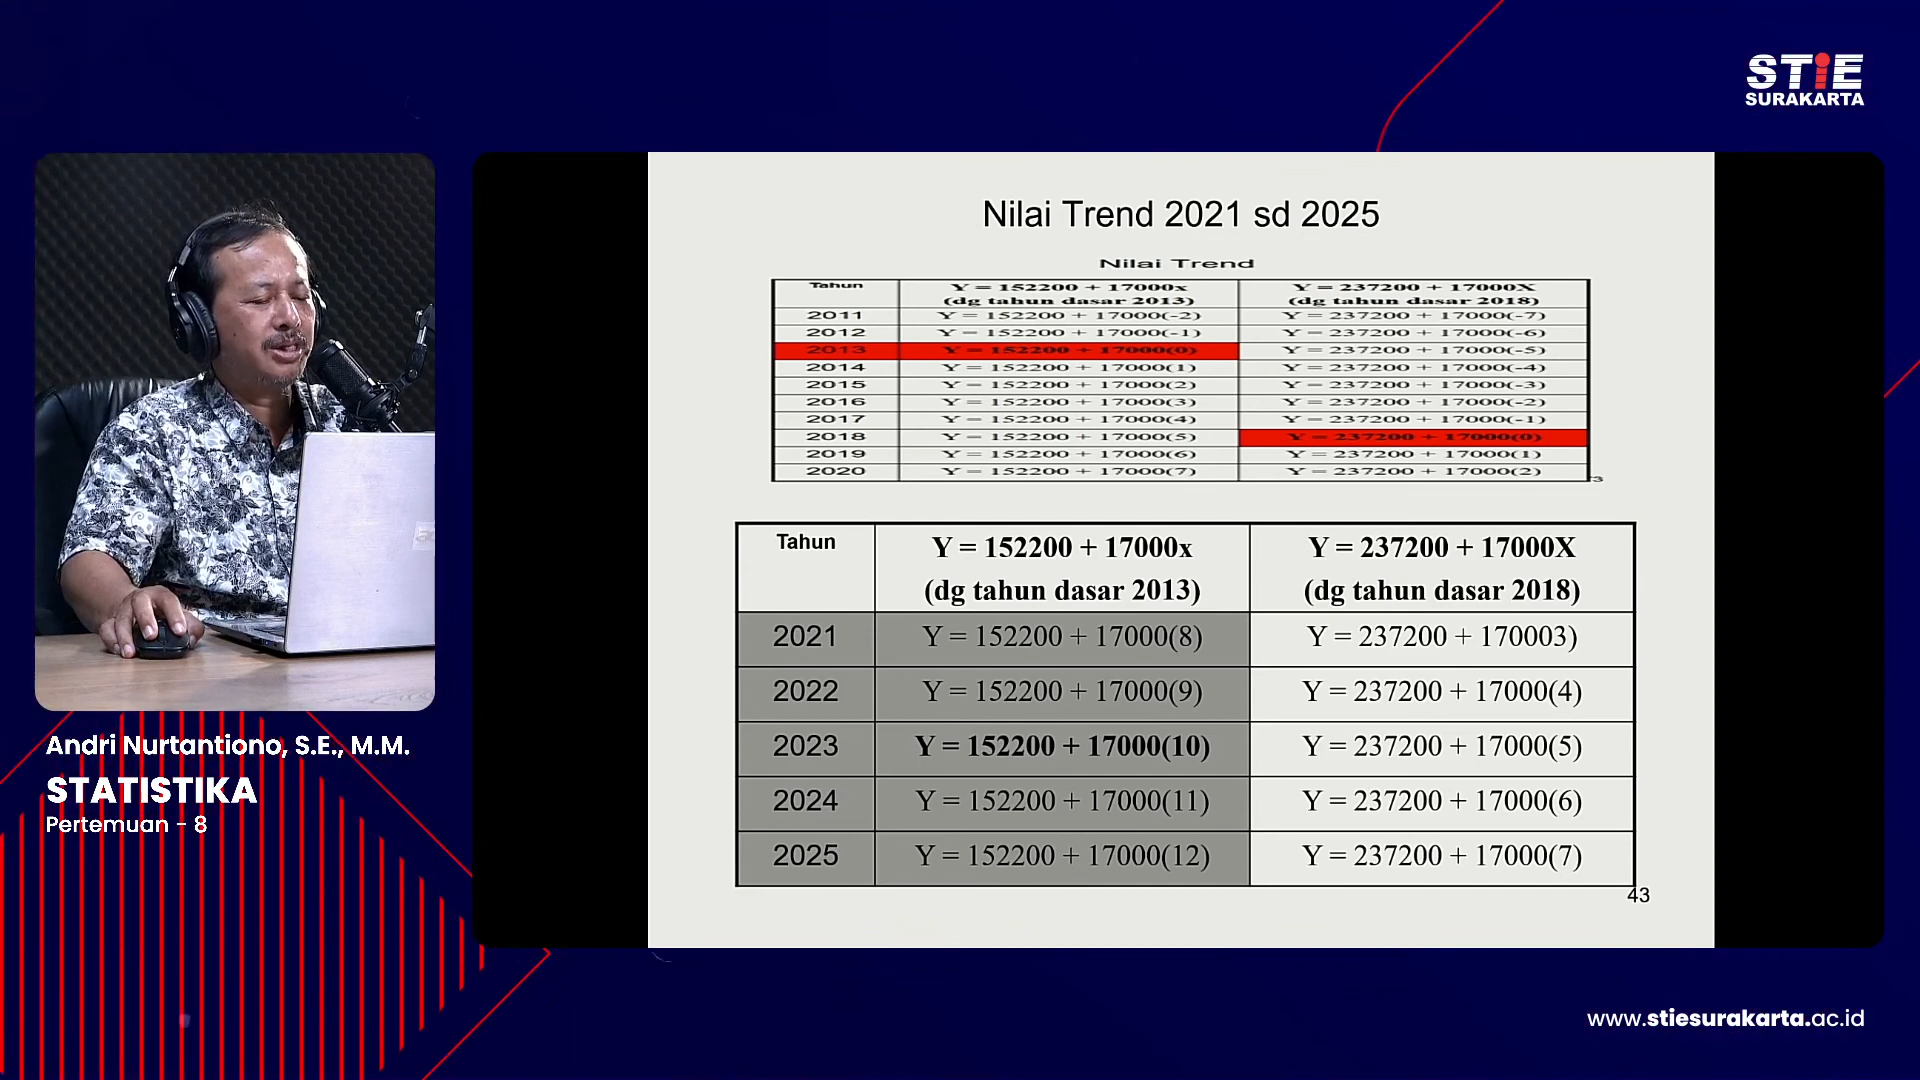 STiE
SURAKARTA
Nilai Trend 2021 sd 2025
Nilai Trend
Tahun Y = 152200 + 17000x Y = 237200 + 17000X
(dg tahun dasar 2013) (dg tahun dasar 2018)
2011 Y = 152200 + 17000(-2) Y = 237200 + 17000(-7)
2012 Y = 152200 + 17000(-1) Y = 237200 + 17000(-6)
2013 Y = 152200 + 17000(0) Y = 237200 + 17000(-5)
2014 Y = 152200 + 17000(1) Y = 237200 + 17000(-4)
2015 Y = 152200 + 17000(2) Y = 237200 + 17000(-3)
2016 Y = 152200 + 17000(3) Y = 237200 + 17000(-2)
2017 Y = 152200 + 17000(4) Y = 237200 + 17000(-1)
2018 Y = 152200 + 17000(5) Y = 237200 + 17000(0)
2019 Y = 152200 + 17000(6) Y = 237200 + 17000(1)
2020 Y = 152200 + 17000(7) Y = 237200 + 17000(2)
Tahun Y = 152200 + 17000x Y = 237200 + 17000X
(dg tahun dasar 2013) (dg tahun dasar 2018)
2021 Y = 152200 + 17000(8) Y = 237200 + 170003)
2022 Y = 152200 + 17000(9) Y = 237200 + 17000(4)
2023 Y = 152200 + 17000(10) Y = 237200 + 17000(5)
2024 Y = 152200 + 17000(11) Y = 237200 + 17000(6)
2025 Y = 152200 + 17000(12) Y = 237200 + 17000(7)
43
Andri Nurtantiono, S.E., M.M.
STATISTIKA
Pertemuan - 8
www.stiesurakarta.ac.id